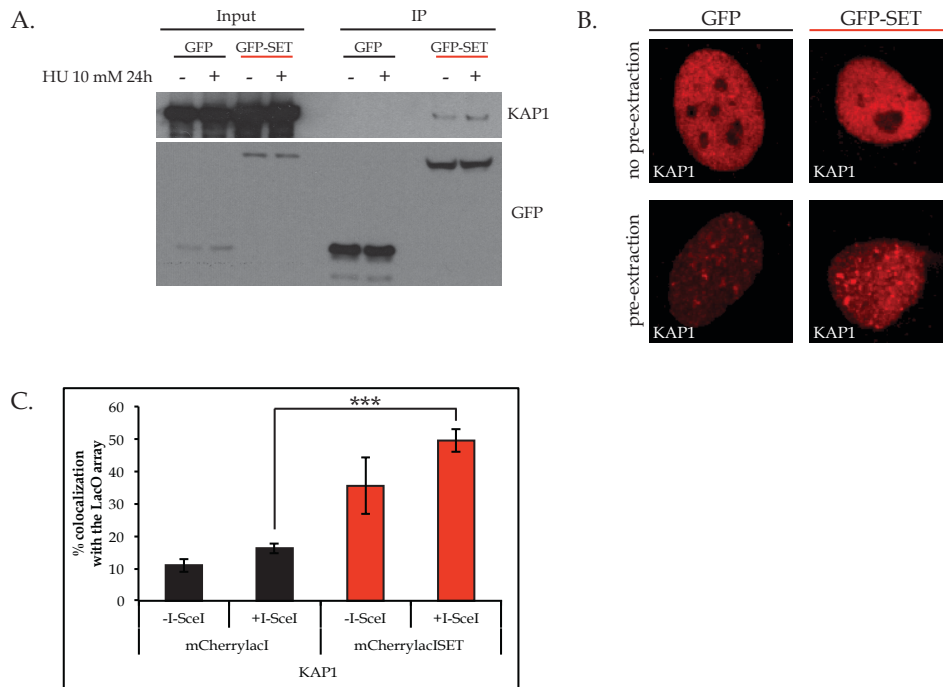 A.
Input
IP
GFP
GFP-SET
GFP
GFP-SET
HU 10 mM 24h
- + - + - + - +
KAP1
GFP
B.
GFP
GFP-SET
no pre-extraction
KAP1
KAP1
pre-extraction
KAP1
KAP1
C.
% colocalization
with the LacO array
60
50
40
30
20
10
0
***
-I-SceI
+I-SceI
-I-SceI
+I-SceI
mCherrylacI
mCherrylacISET
KAP1